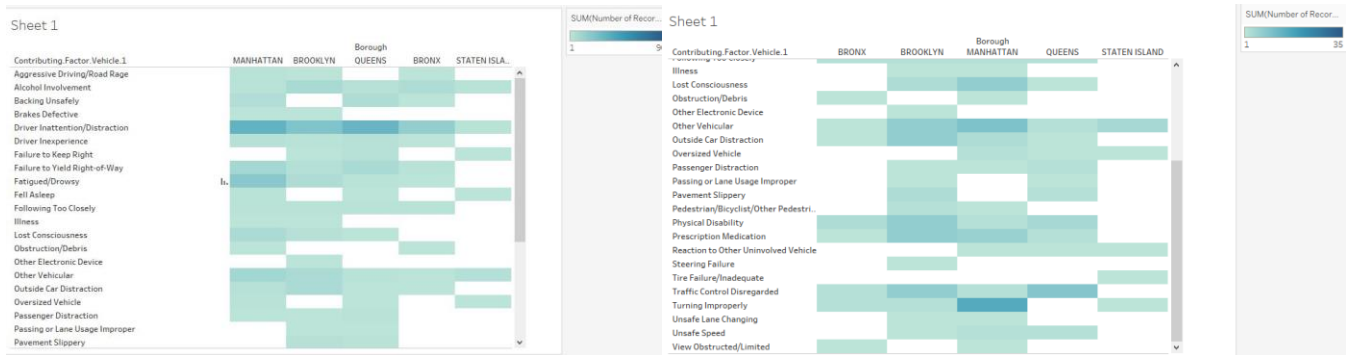 Sheet 1
SUM(Number of Recor...
1
Borough
Contributing.Factor.Vehicle.1 MANHATTAN BROOKLYN QUEENS BRONX STATEN ISLA..
Aggressive Driving/Road Rage
Alcohol Involvement
Backing Unsafely
Brakes Defective
Driver Inattention/Distraction
Driver Inexperience
Failure to Keep Right
Failure to Yield Right-of-Way
Fatigued/Drowsy
Fell Asleep
Following Too Closely
Illness
Lost Consciousness
Obstruction/Debris
Other Electronic Device
Other Vehicular
Outside Car Distraction
Oversized Vehicle
Passenger Distraction
Passing or Lane Usage Improper
Pavement Slippery
Sheet 1
SUM(Number of Recor...
1 35
Borough
Contributing.Factor.Vehicle.1 BRONX BROOKLYN MANHATTAN QUEENS STATEN ISLAND
Following Too Closely
Illness
Lost Consciousness
Obstruction/Debris
Other Electronic Device
Other Vehicular
Outside Car Distraction
Oversized Vehicle
Passenger Distraction
Passing or Lane Usage Improper
Pavement Slippery
Pedestrian/Bicyclist/Other Pedestri..
Physical Disability
Prescription Medication
Reaction to Other Uninvolved Vehicle
Steering Failure
Tire Failure/Inadequate
Traffic Control Disregarded
Turning Improperly
Unsafe Lane Changing
Unsafe Speed
View Obstructed/Limited